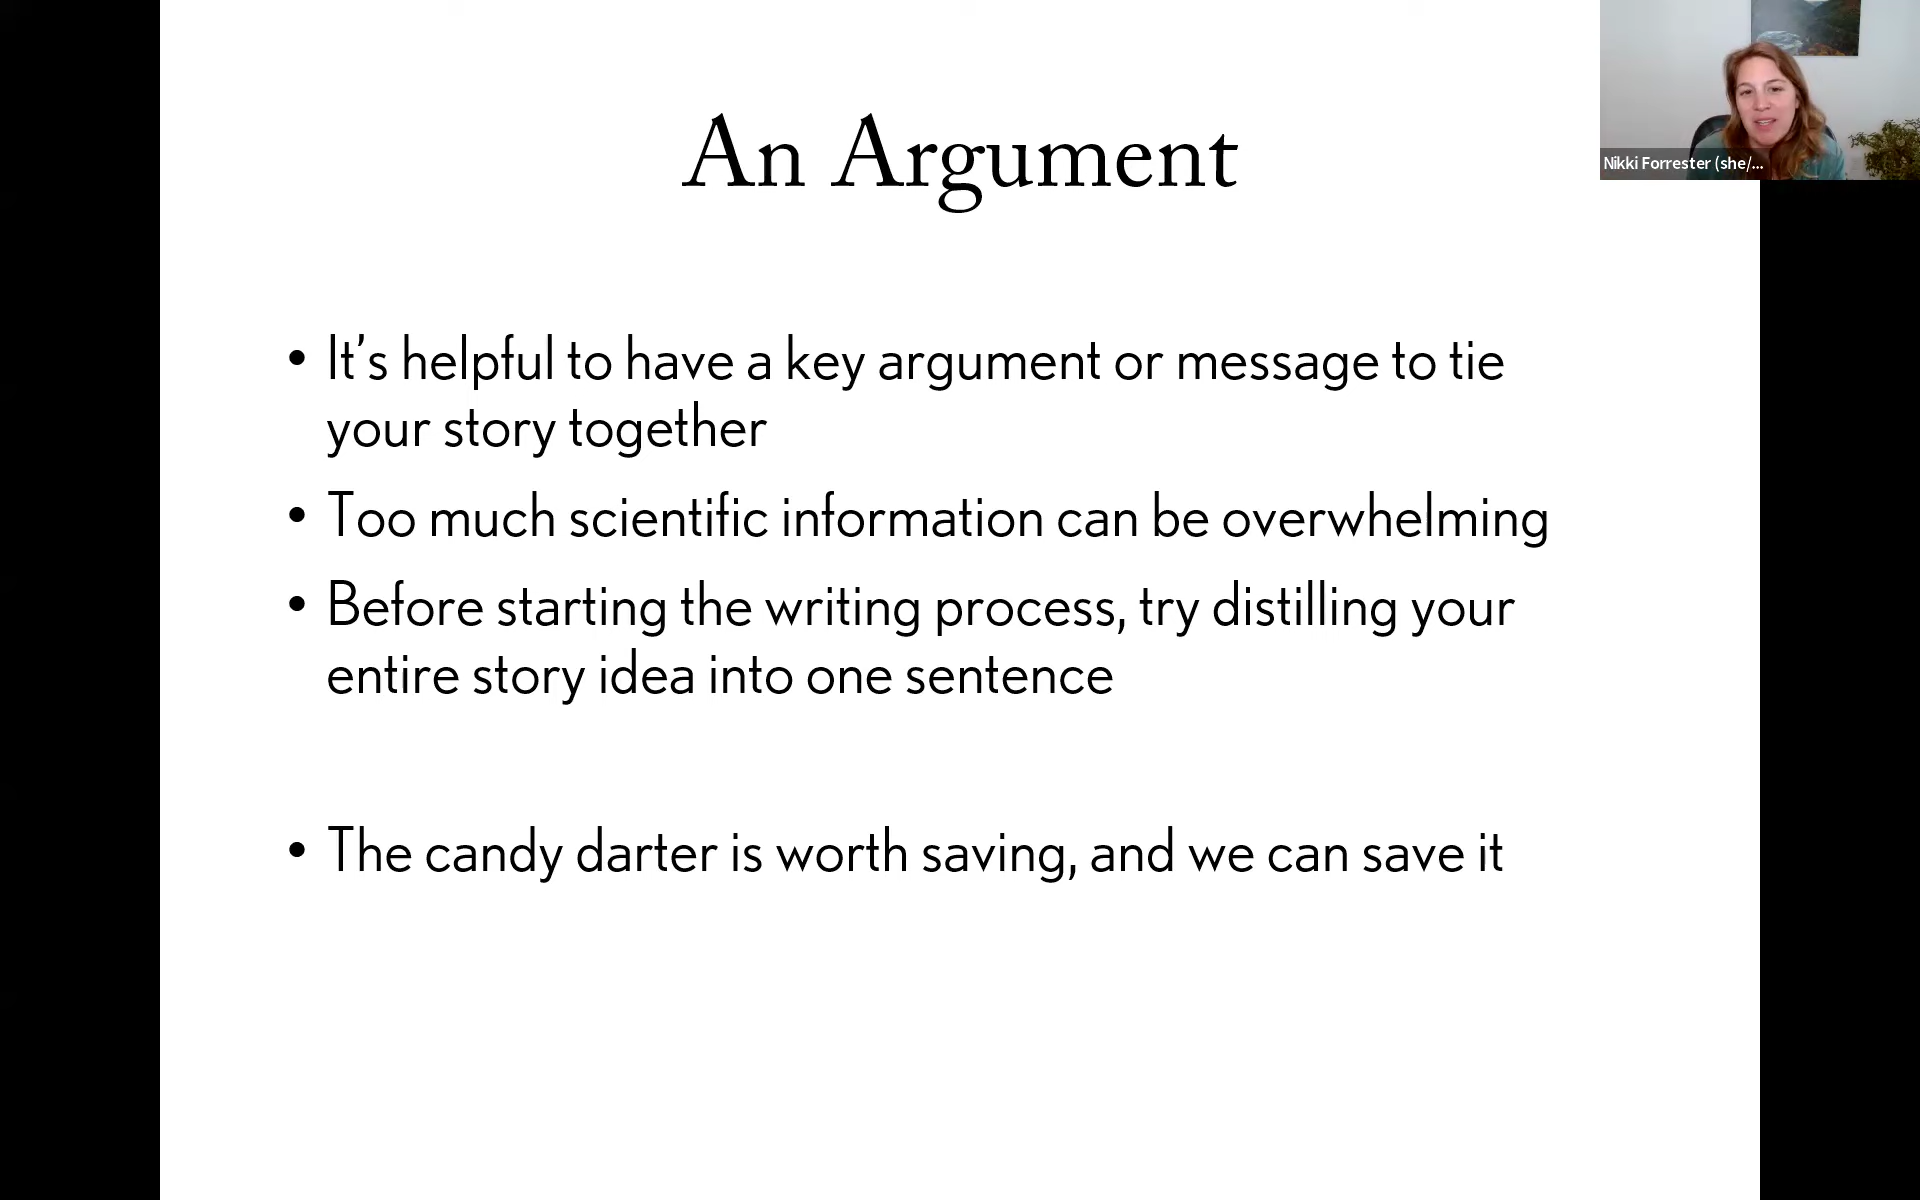 An Argument
Nikki Forrester (she/...
• It’s helpful to have a key argument or message to tie
your story together
• Too much scientific information can be overwhelming
• Before starting the writing process, try distilling your
entire story idea into one sentence
• The candy darter is worth saving, and we can save it